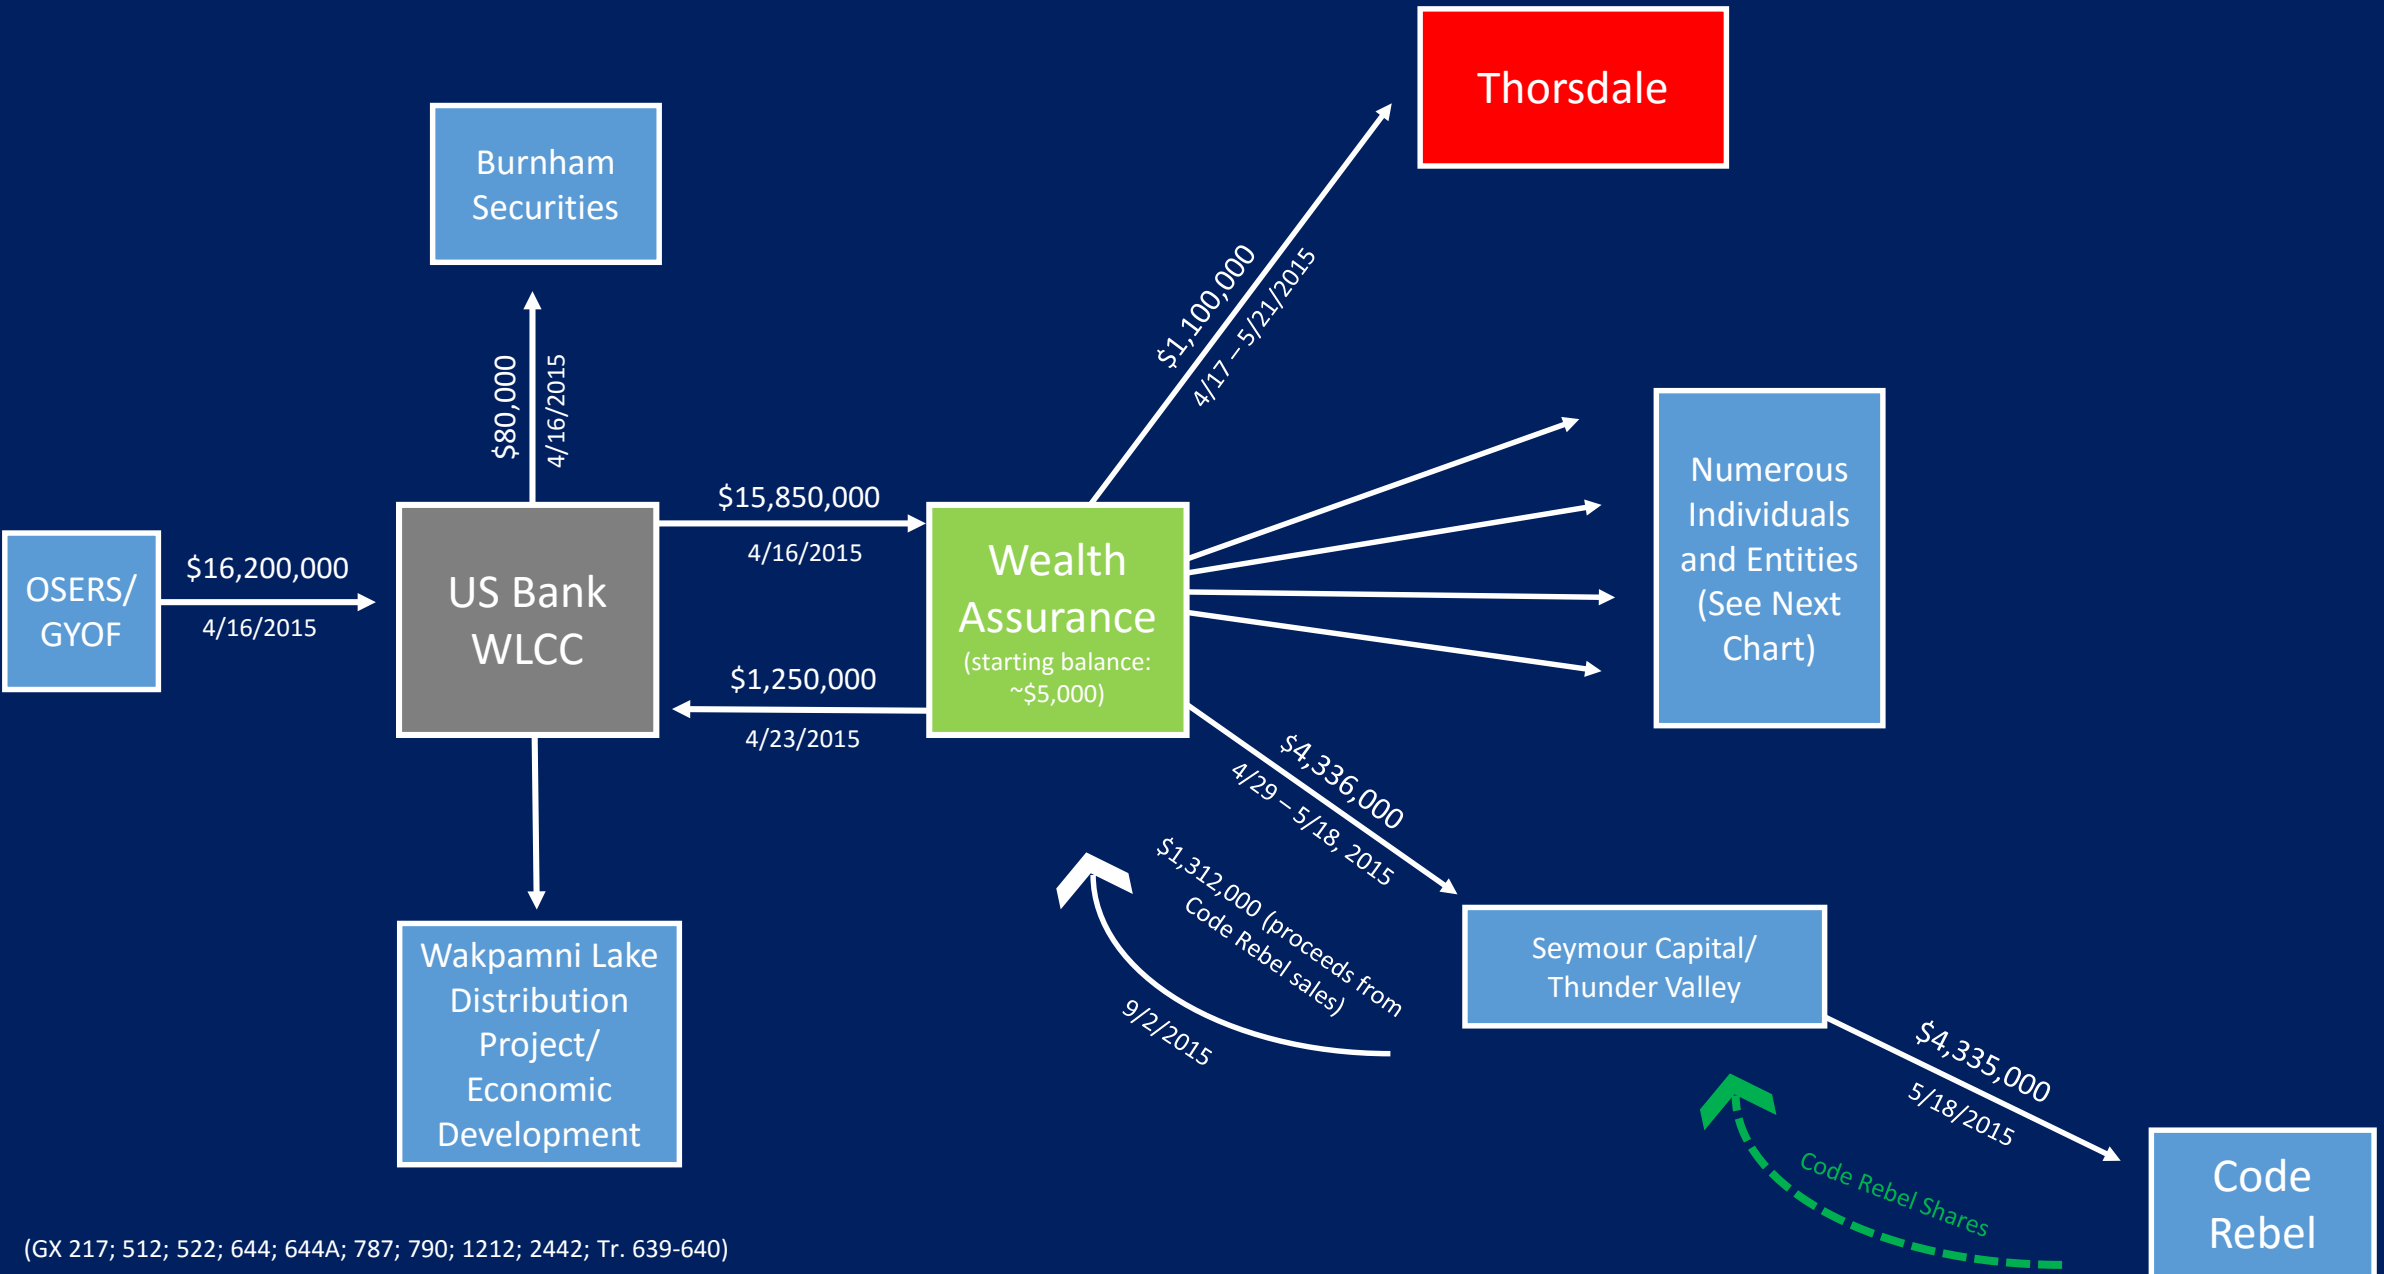 Thorsdale
Burnham
Securities
$1,100,000
4/17 – 5/21/2015
$80,000
4/16/2015
OSERS/
GYOF
$16,200,000
4/16/2015
US Bank
WLCC
$15,850,000
4/16/2015
$1,250,000
4/23/2015
Wealth
Assurance
(starting balance:
~$5,000)
Numerous
Individuals
and Entities
(See Next
Chart)
$4,336,000
4/29 – 5/18, 2015
$1,312,000 (proceeds from
Code Rebel sales)
9/2/2015
Wakpamni Lake
Distribution
Project/
Economic
Development
Seymour Capital/
Thunder Valley
$4,335,000
5/18/2015
Code Rebel Shares
Code
Rebel
(GX 217; 512; 522; 644; 644A; 787; 790; 1212; 2442; Tr. 639-640)